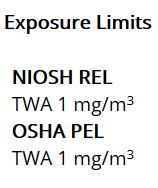 Exposure Limits
NIOSH REL
TWA 1 mg/m³
OSHA PEL
TWA 1 mg/m³